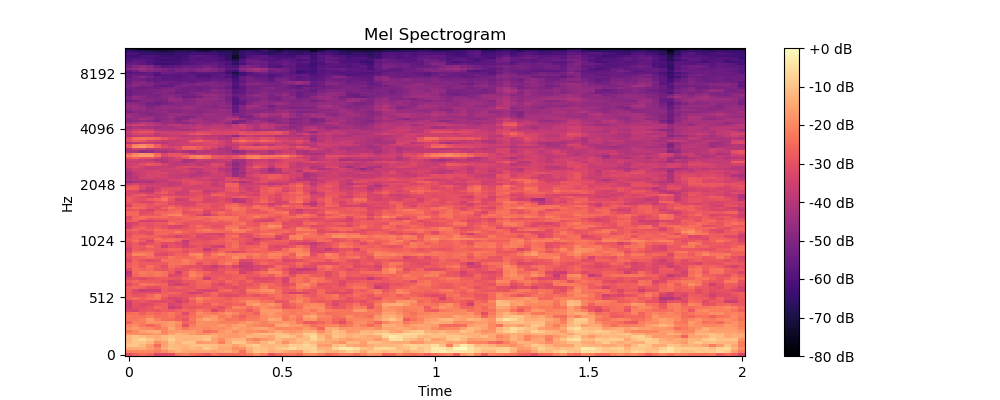 Mel Spectrogram
Hz
8192
4096
2048
1024
512
0
0 0.5 1 1.5 2
Time
+0 dB
-10 dB
-20 dB
-30 dB
-40 dB
-50 dB
-60 dB
-70 dB
-80 dB